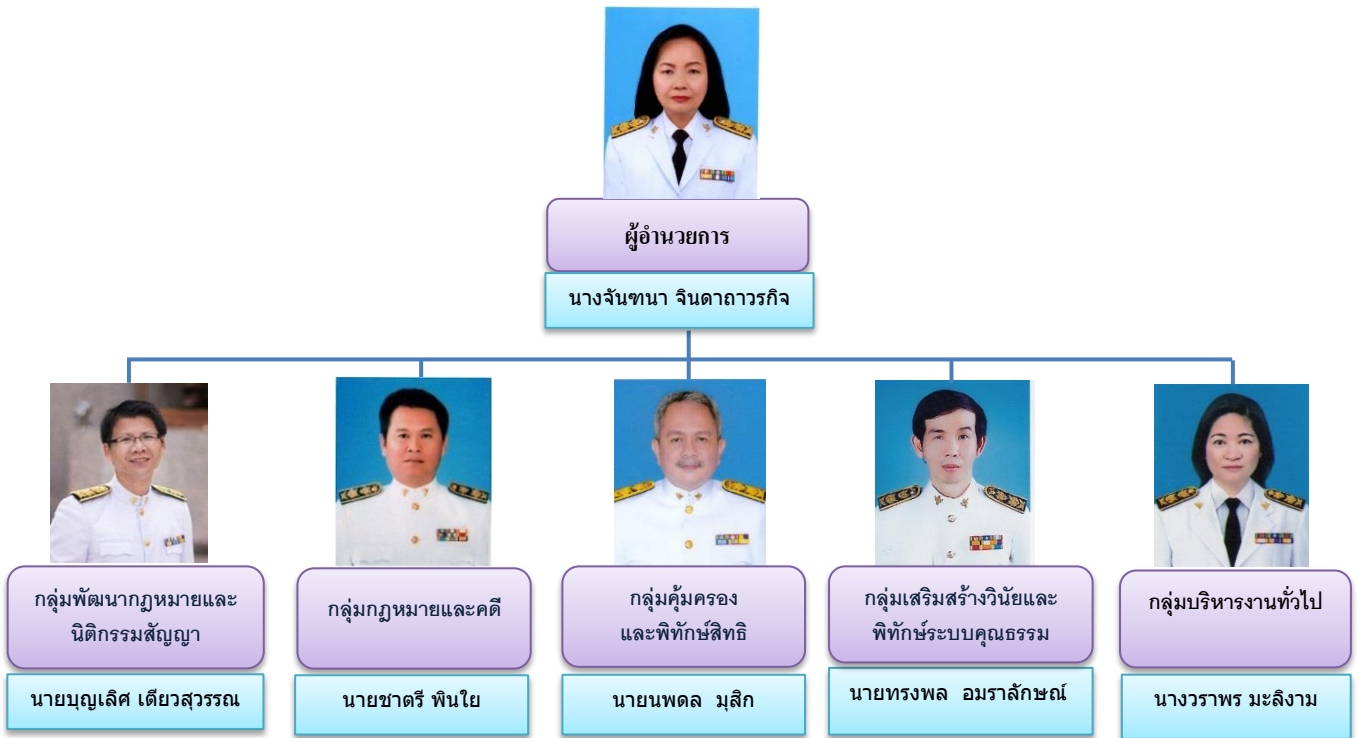 ผู้อำนวยการ
นางจันฑนา จินดาถาวรกิจ
กลุ่มพัฒนากฎหมายและ
นิติกรรมสัญญา
นายบุญเลิศ เตียวสุวรรณ
กลุ่มกฎหมายและคดี
นายชาตรี พินใย
กลุ่มคุ้มครอง
และพิทักษ์สิทธิ
นายนพดล มุสิก
กลุ่มเสริมสร้างวินัยและ
พิทักษ์ระบบคุณธรรม
นายทรงพล อมราลักษณ์
กลุ่มบริหารงานทั่วไป
นางวราพร มะลิงาม